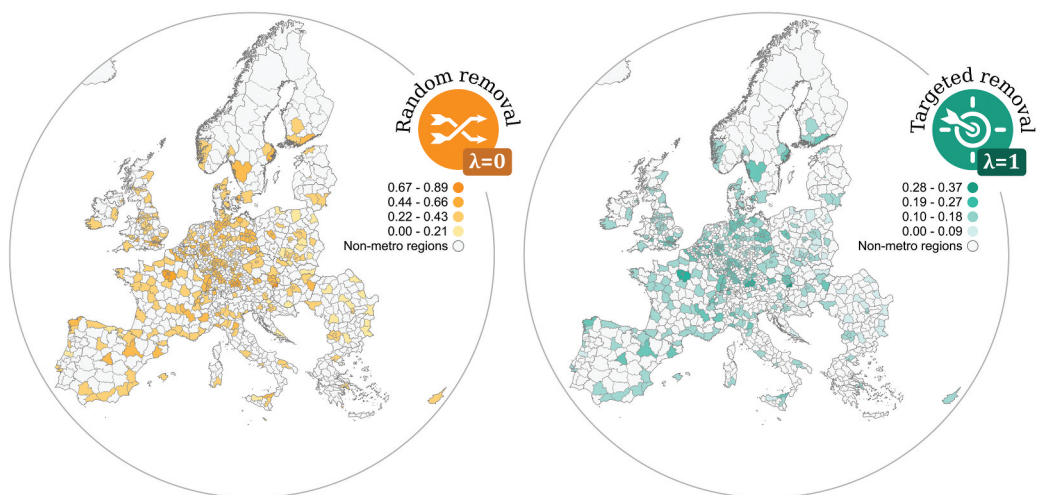 Random removal
λ=0
0.67 - 0.89
0.44 - 0.66
0.22 - 0.43
0.00 - 0.21
Non-metro regions
Targeted removal
λ=1
0.28 - 0.37
0.19 - 0.27
0.10 - 0.18
0.00 - 0.09
Non-metro regions